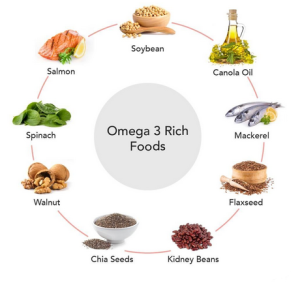 Soybean
Canola Oil
Mackerel
Flaxseed
Kidney Beans
Chia Seeds
Walnut
Spinach
Salmon
Omega 3 Rich
Foods